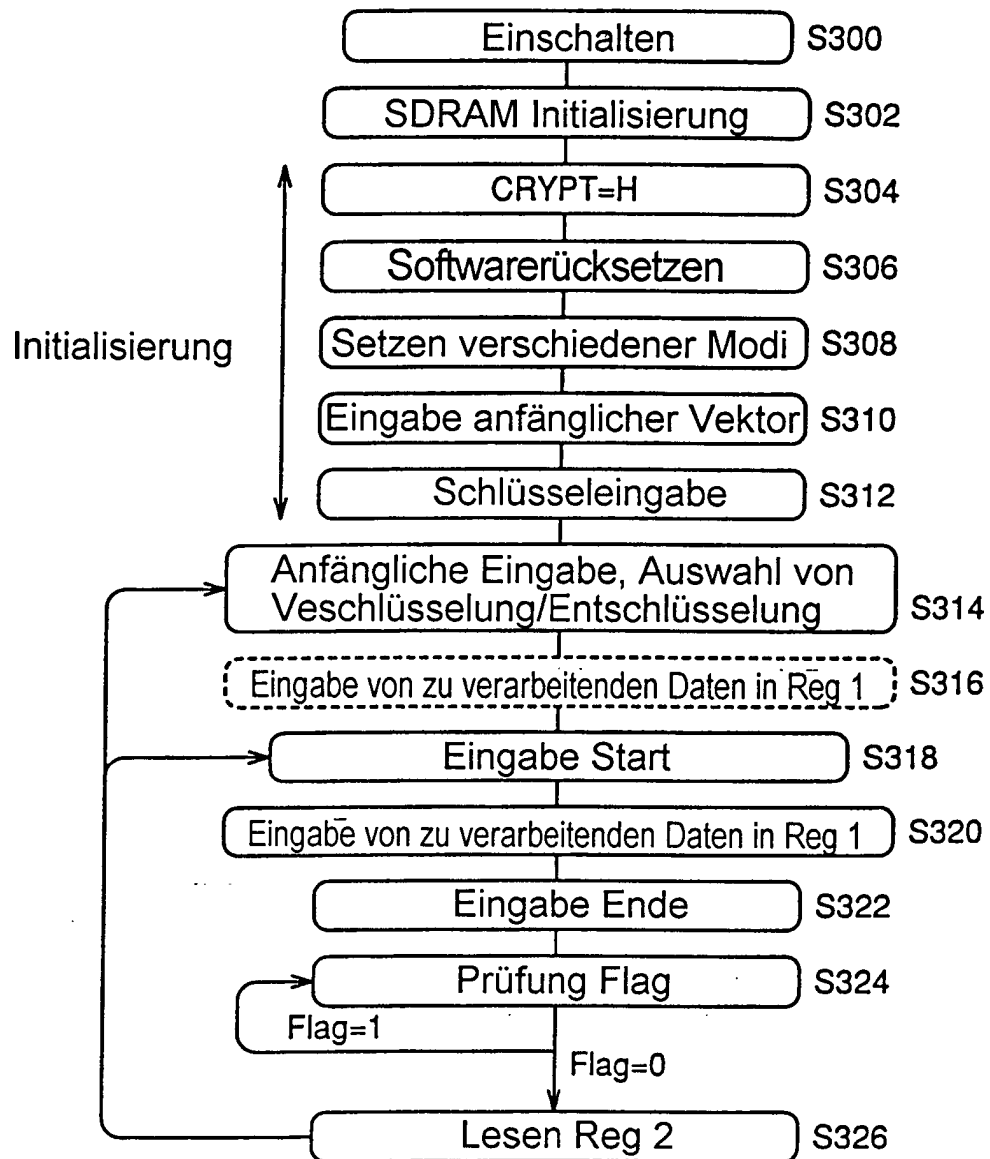 Einschalten S300
SDRAM Initialisierung S302
CRYPT=H S304
Softwarerücksetzen S306
Initialisierung
Setzen verschiedener Modi S308
Eingabe anfänglicher Vektor S310
Schlüsseleingabe S312
Anfängliche Eingabe, Auswahl von
Veschlüsselung/Entschlüsselung S314
Eingabe von zu verarbeitenden Daten in Reg 1 S316
Eingabe Start S318
Eingabe von zu verarbeitenden Daten in Reg 1 S320
Eingabe Ende S322
Prüfung Flag S324
Flag=1
Flag=0
Lesen Reg 2 S326